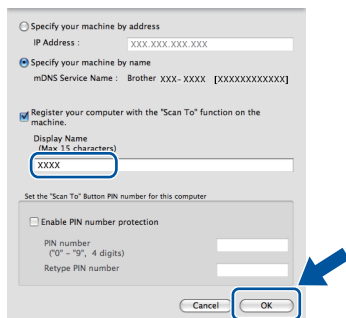 Specify your machine by address
IP Address : XXX.XXX.XXX.XXX
Specify your machine by name
mDNS Service Name : Brother XXX-XXXX [XXXXXXXXXXXX]
Register your computer with the "Scan To" function on the
machine.
Display Name
(Max 15 characters)
XXXX
Set the "Scan To" Button PIN number for this computer
Enable PIN number protection
PIN number
("0" – "9", 4 digits)
Retype PIN number
Cancel OK